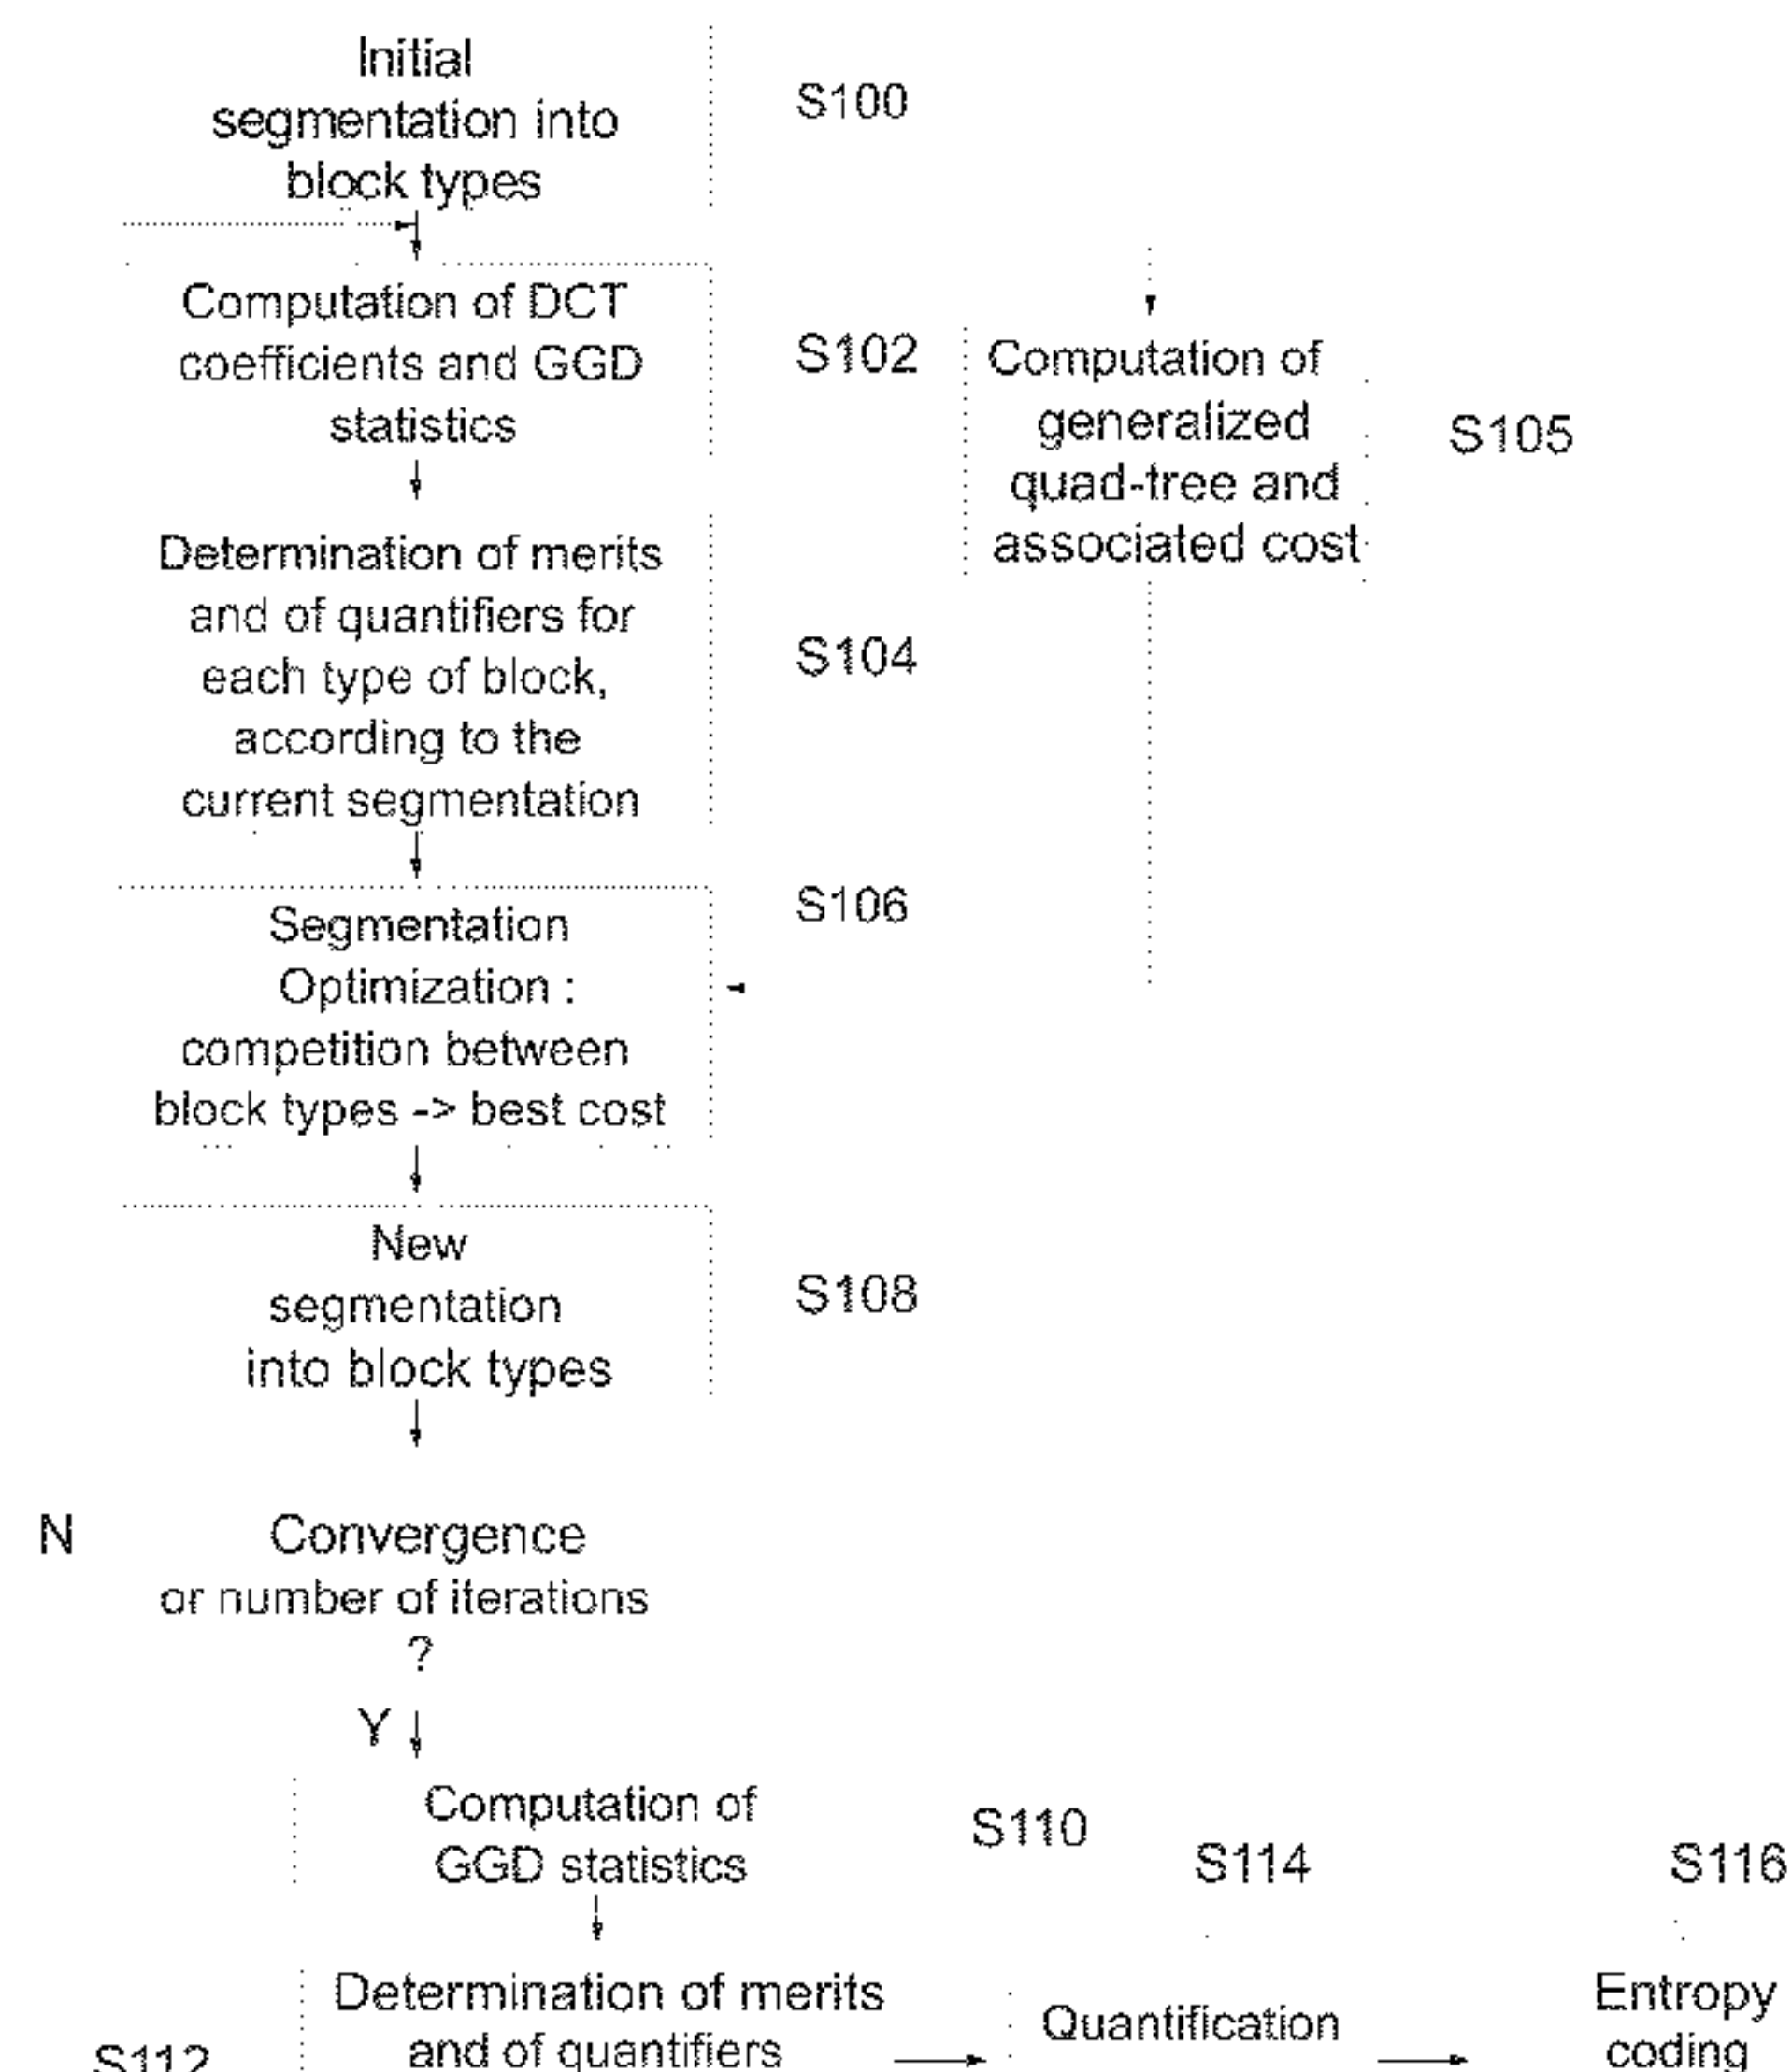 Initial
segmentation into
block types
S100
Computation of DCT
coefficients and GGD
statistics
S102
Computation of
generalized
quad-tree and
associated cost
S105
Determination of merits
and of quantifiers for
each type of block,
according to the
current segmentation
S104
Segmentation
Optimization :
competition between
block types -> best cost
S106
New
segmentation
into block types
S108
N
Convergence
or number of iterations
?
Y
Computation of
GGD statistics
S110
S114
S116
Determination of merits
and of quantifiers
S112
Quantification
Entropy
coding